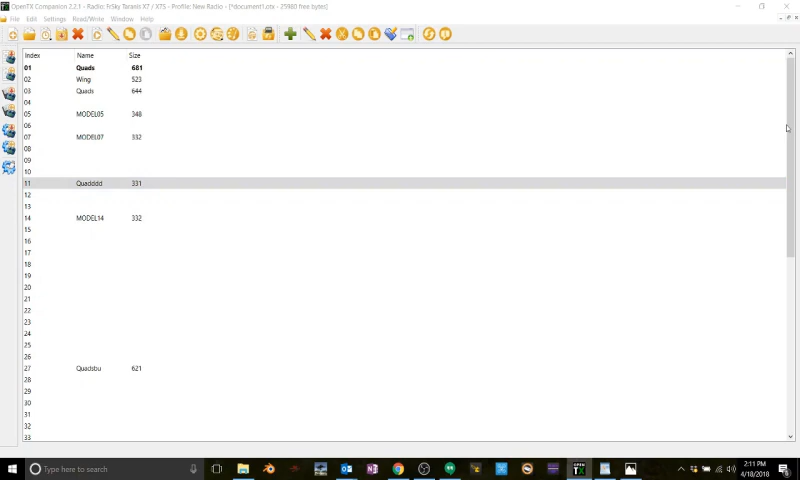 OpenTX Companion 2.2.1 - Radio: FrSky Taranis X7 / X7S - Profile: New Radio - [*document1.otx - 25980 free bytes]
File Edit Settings Read/Write Window Help
Index Name Size
01 Quads 681
02 Wing 523
03 Quads 644
04
05 MODEL05 348
06
07 MODEL07 332
08
09
10
11 Quadddd 331
12
13
14 MODEL14 332
15
16
17
18
19
20
21
22
23
24
25
26
27 Quadsbu 621
28
29
30
31
32
33
Type here to search
OPEN TX
2:11 PM
4/18/2018